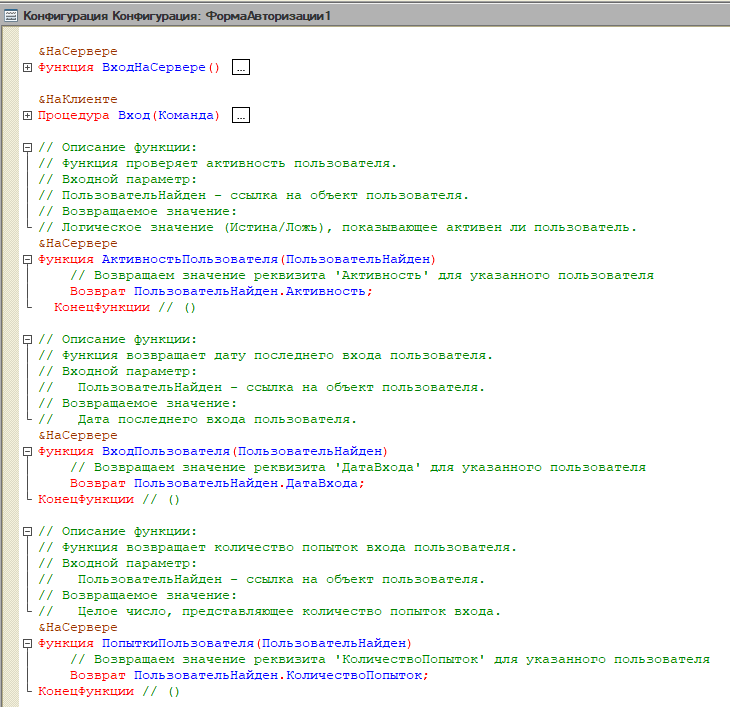 Конфигурация Конфигурация: ФормаАвторизации1
&НаСервере
Функция ВходНаСервере() ...
&НаКлиенте
Процедура Вход(Команда) ...
// Описание функции:
// Функция проверяет активность пользователя.
// Входной параметр:
// ПользовательНайден - ссылка на объект пользователя.
// Возвращаемое значение:
// Логическое значение (Истина/Ложь), показывающее активен ли пользователь.
&НаСервере
Функция АктивностьПользователя(ПользовательНайден)
// Возвращаем значение реквизита 'Активность' для указанного пользователя
Возврат ПользовательНайден.Активность;
КонецФункции // ()
// Описание функции:
// Функция возвращает дату последнего входа пользователя.
// Входной параметр:
//   ПользовательНайден - ссылка на объект пользователя.
// Возвращаемое значение:
//   Дата последнего входа пользователя.
&НаСервере
Функция ВходПользователя(ПользовательНайден)
// Возвращаем значение реквизита 'ДатаВхода' для указанного пользователя
Возврат ПользовательНайден.ДатаВхода;
КонецФункции // ()
// Описание функции:
// Функция возвращает количество попыток входа пользователя.
// Входной параметр:
//   ПользовательНайден - ссылка на объект пользователя.
// Возвращаемое значение:
//   Целое число, представляющее количество попыток входа.
&НаСервере
Функция ПопыткиПользователя(ПользовательНайден)
// Возвращаем значение реквизита 'КоличествоПопыток' для указанного пользователя
Возврат ПользовательНайден.КоличествоПопыток;
КонецФункции // ()